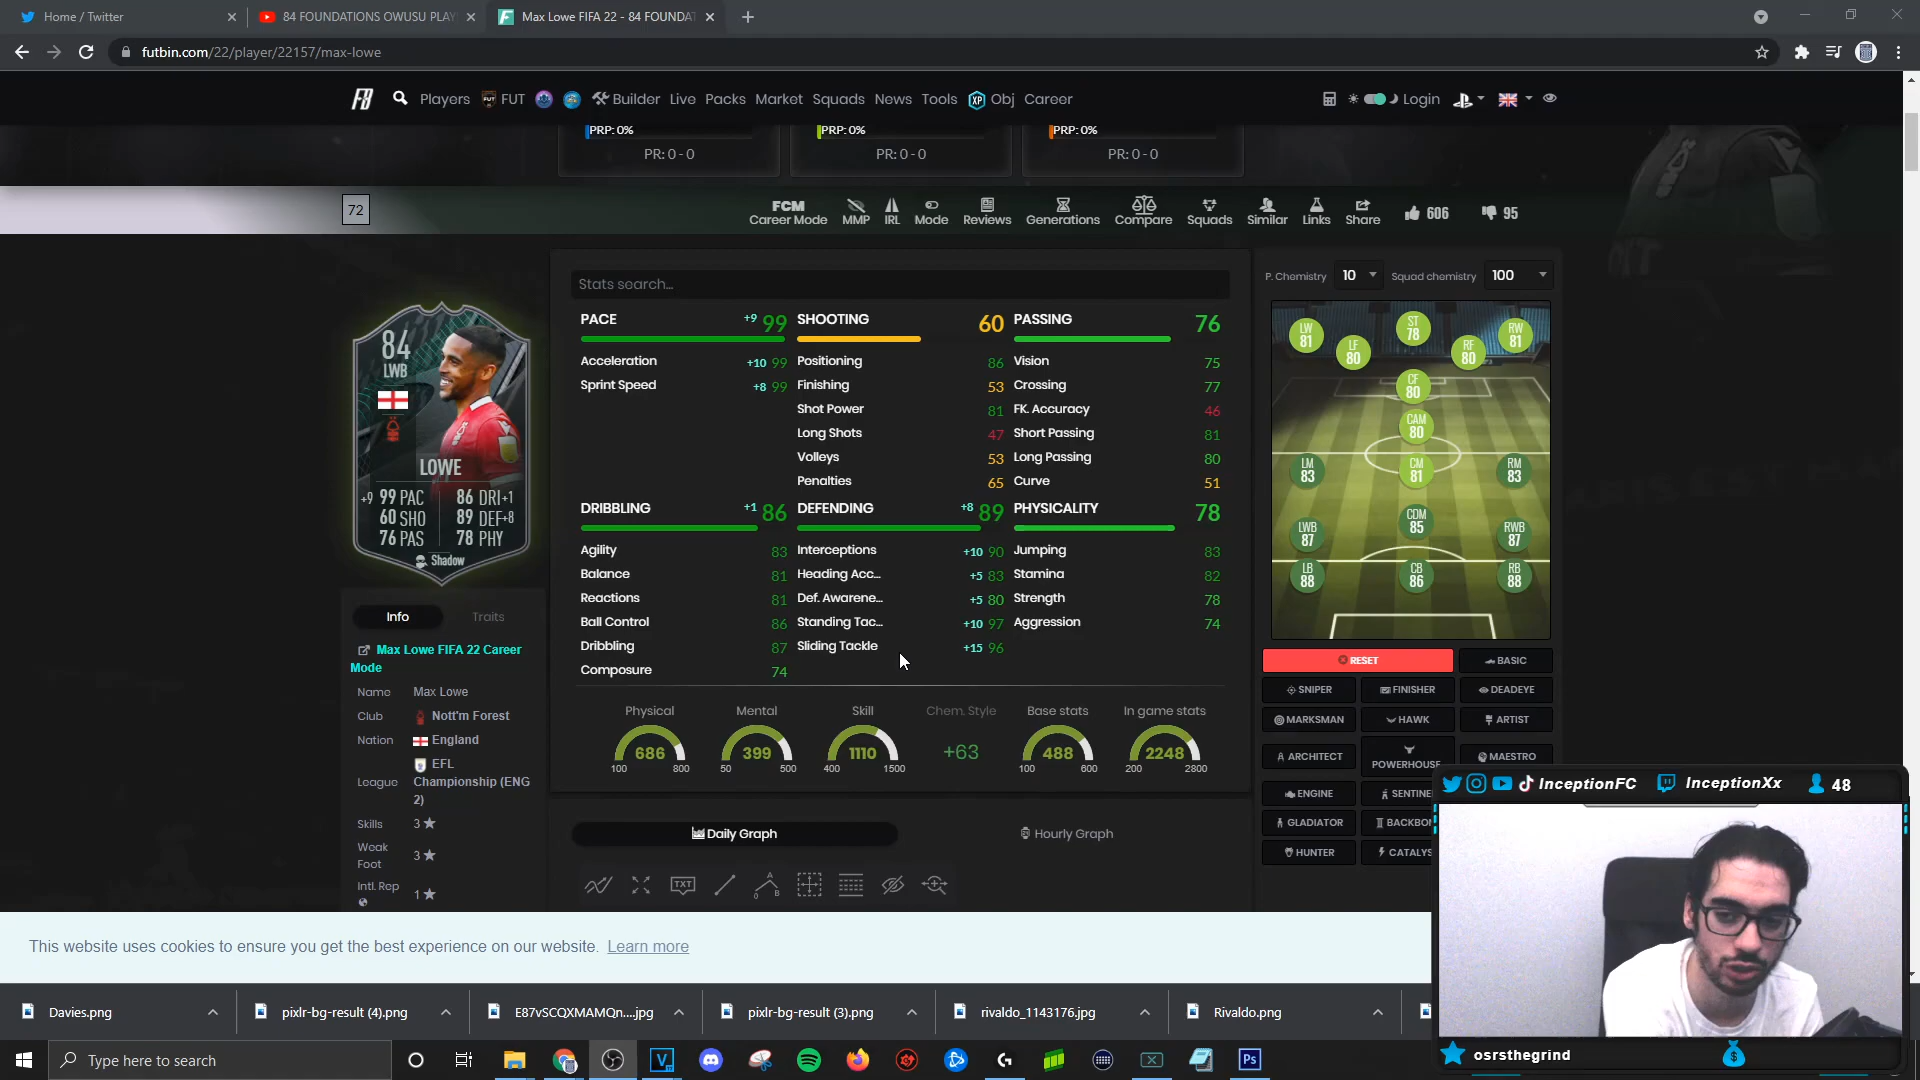 Home / Twitter
84 FOUNDATIONS OWUSU PLAY
Max Lowe FIFA 22 - 84 FOUNDAT
futbin.com/22/player/22157/max-lowe
Players FUT Builder Live Packs Market Squads News Tools XP Obj Career Login
PRP: 0% PRP: 0% PRP: 0%
PR: 0 - 0 PR: 0 - 0 PR: 0 - 0
72
FCM
Career Mode MMP IRL Mode Reviews Generations Compare Squads Similar Links Share 606 95
Stats search...
P. Chemistry 10 Squad chemistry 100
PACE +9 99
Acceleration +10 99
Sprint Speed +8 99
SHOOTING 60
Positioning 86
Finishing 53
Shot Power 81
Long Shots 47
Volleys 53
Penalties 65
PASSING 76
Vision 75
Crossing 77
FK. Accuracy 46
Short Passing 81
Long Passing 80
Curve 51
DRIBBLING +1 86
Agility 83
Balance 81
Reactions 81
Ball Control 86
Dribbling 87
Composure 74
DEFENDING +8 89
Interceptions +10 90
Heading Acc... +5 83
Def. Awarene... +5 80
Standing Tac... +10 97
Sliding Tackle +15 96
PHYSICALITY 78
Jumping 83
Stamina 82
Strength 78
Aggression 74
84
LWB
LOWE
+9 99 PAC 86 DRI+1
60 SHO 89 DEF+8
76 PAS 78 PHY
Shadow
Info Traits
Max Lowe FIFA 22 Career
Mode
Name Max Lowe
Club Nott'm Forest
Nation England
League EFL
Championship (ENG
2)
Skills 3
Weak
Foot 3
Intl. Rep 1
Physical
686
100 800
Mental
399
50 500
Skill
1110
400 1500
Chem. Style
+63
Base stats
488
100 600
In game stats
2248
200 2800
Daily Graph Hourly Graph
TXT
A
B
LW 81
LF 80
ST 78
RF 80
RW 81
CF 80
CAM 80
LM 83
CM 81
RM 83
LWB 87
CDM 85
RWB 87
LB 88
CB 86
RB 88
RESET BASIC
SNIPER FINISHER DEADEYE
MARKSMAN HAWK ARTIST
ARCHITECT POWERHOUSE MAESTRO
ENGINE SENTINE
GLADIATOR BACKBO
HUNTER CATALYS
InceptionFC InceptionXx 48
osrsthegrind
This website uses cookies to ensure you get the best experience on our website. Learn more
Davies.png
pixlr-bg-result (4).png
E87vSCQXMAMQn....jpg
pixlr-bg-result (3).png
rivaldo_1143176.jpg
Rivaldo.png
Type here to search
Ps